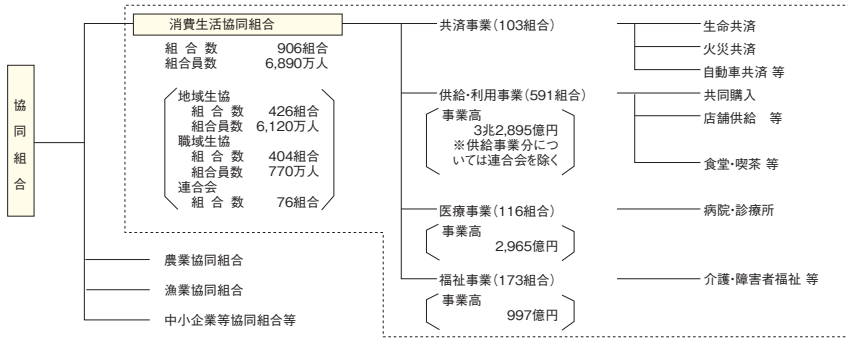 協同組合
消費生活協同組合
組合数 906組合
組合員数 6,890万人
地域生協
組合数 426組合
組合員数 6,120万人
職域生協
組合数 404組合
組合員数 770万人
連合会
組合数 76組合
農業協同組合
漁業協同組合
中小企業等協同組合等
共済事業(103組合)
生命共済
火災共済
自動車共済 等
供給・利用事業(591組合)
事業高
3兆2,895億円
※供給事業分につ
いては連合会を除く
共同購入
店舗供給 等
食堂・喫茶 等
医療事業(116組合)
事業高
2,965億円
病院・診療所
福祉事業(173組合)
事業高
997億円
介護・障害者福祉 等